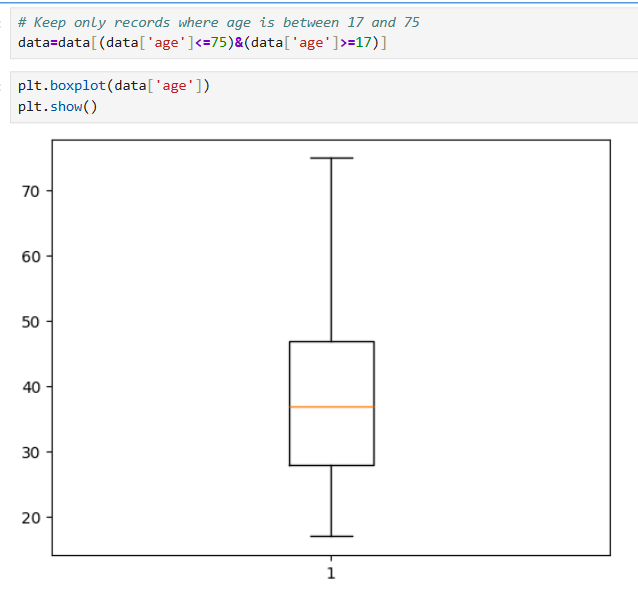 # Keep only records where age is between 17 and 75
data=data[(data['age']<=75)&(data['age']>=17)]
plt.boxplot(data['age'])
plt.show()
70
60
50
40
30
20
1